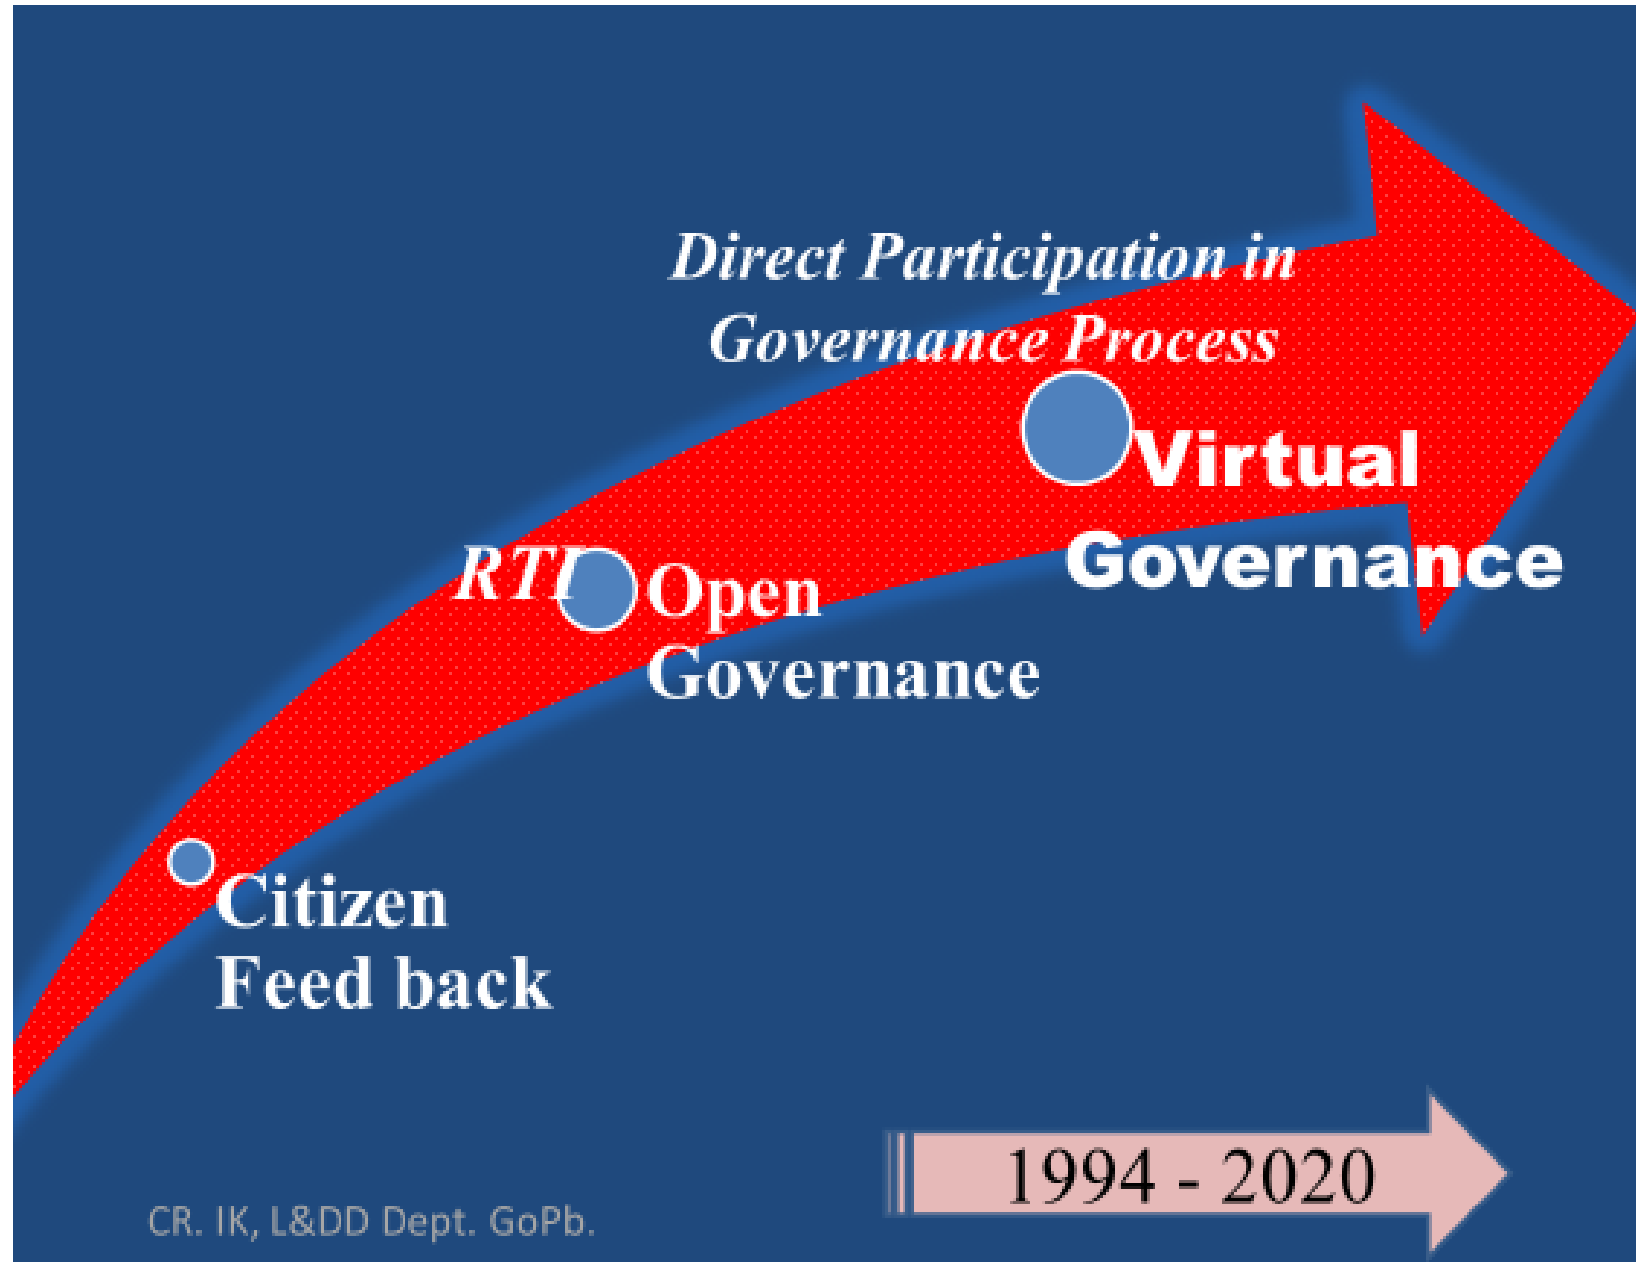 Direct Participation in
Governance Process
Virtual
Governance
RTI
Open
Governance
Citizen
Feed back
1994 - 2020
CR. IK, L&DD Dept. GoPb.